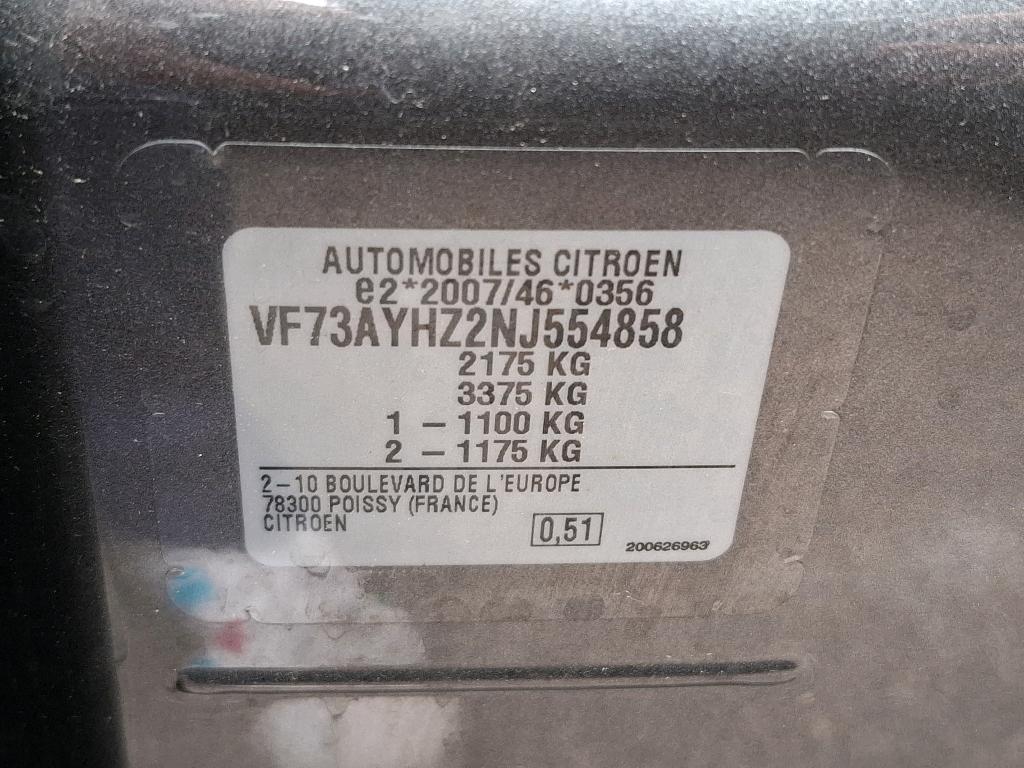 AUTOMOBILES CITROEN
e2*2007/46*0356
VF73AYHZ2NJ554858
2175 KG
3375 KG
1 – 1100 KG
2 – 1175 KG
2–10 BOULEVARD DE L'EUROPE
78300 POISSY (FRANCE)
CITROEN
0,51
200626963